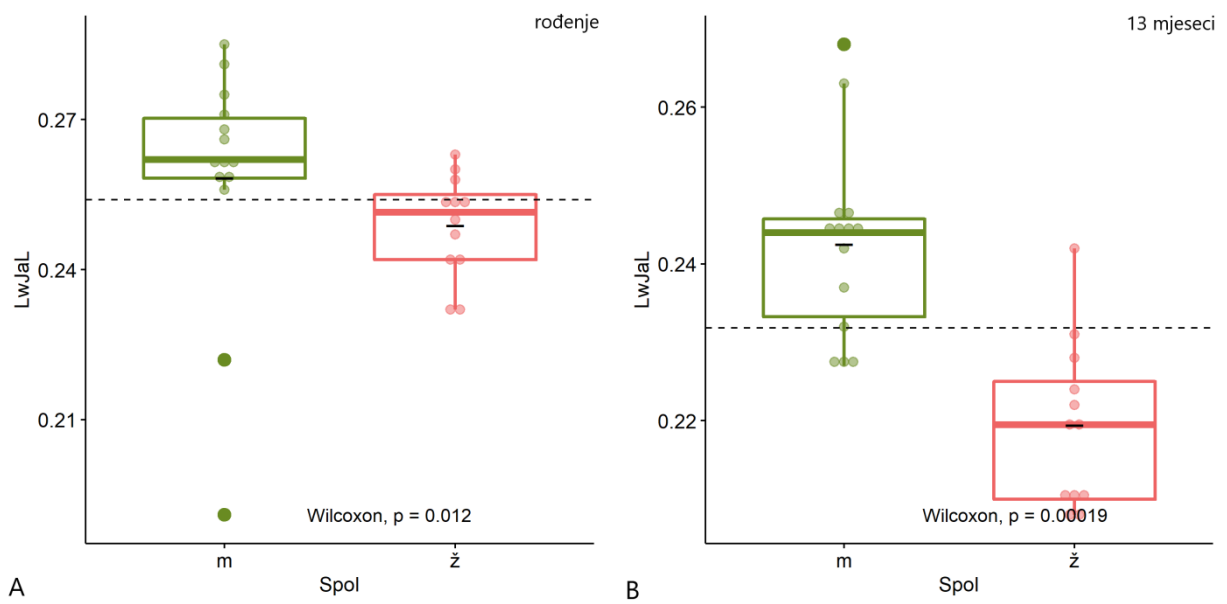 rođenje
LwJaL
0.27
0.24
0.21
Wilcoxon, p = 0.012
m
ž
Spol
A
13 mjeseci
LwJaL
0.26
0.24
0.22
Wilcoxon, p = 0.00019
m
ž
Spol
B